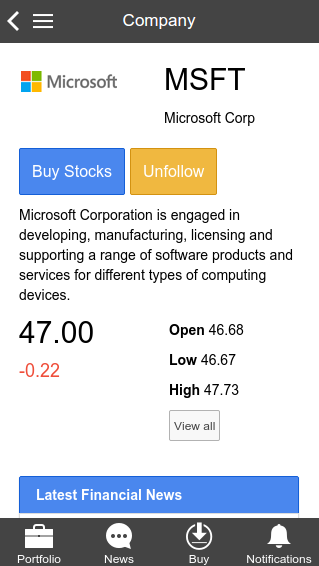 Company
Microsoft
MSFT
Microsoft Corp
Buy Stocks
Unfollow
Microsoft Corporation is engaged in
developing, manufacturing, licensing and
supporting a range of software products and
services for different types of computing
devices.
47.00
-0.22
Open 46.68
Low 46.67
High 47.73
View all
Latest Financial News
Portfolio
News
Buy
Notifications